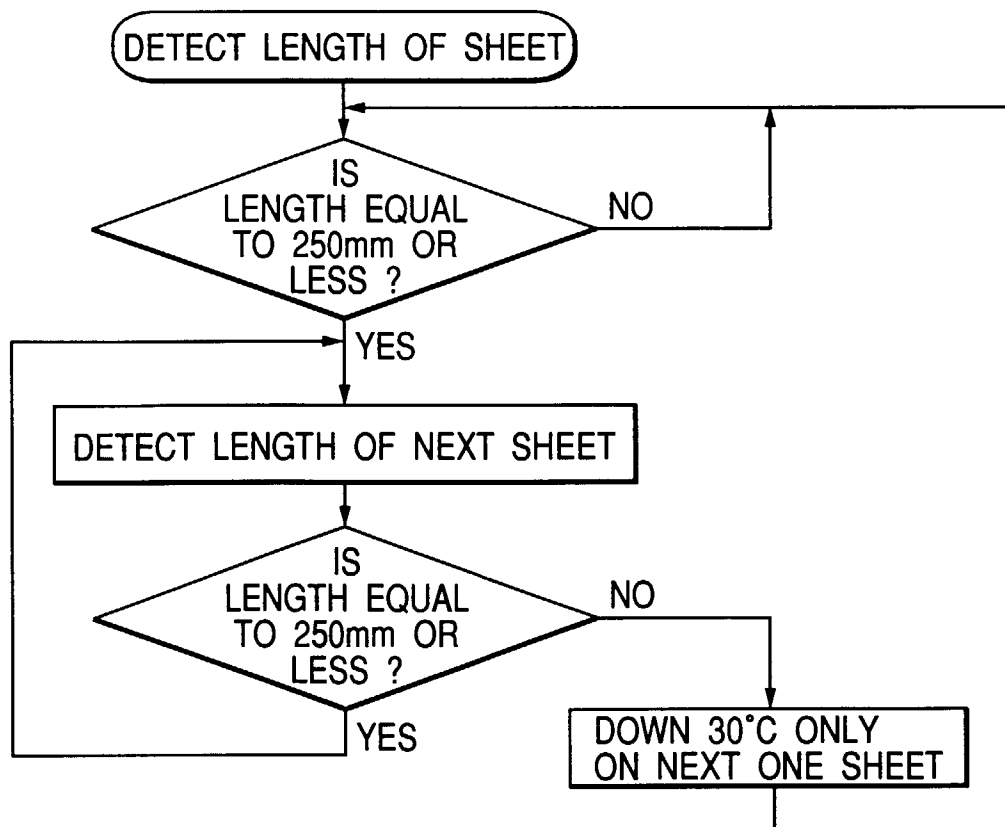 DETECT LENGTH OF SHEET
IS
LENGTH EQUAL
TO 250mm OR
LESS ?
NO
YES
DETECT LENGTH OF NEXT SHEET
IS
LENGTH EQUAL
TO 250mm OR
LESS ?
NO
YES
DOWN 30°C ONLY
ON NEXT ONE SHEET